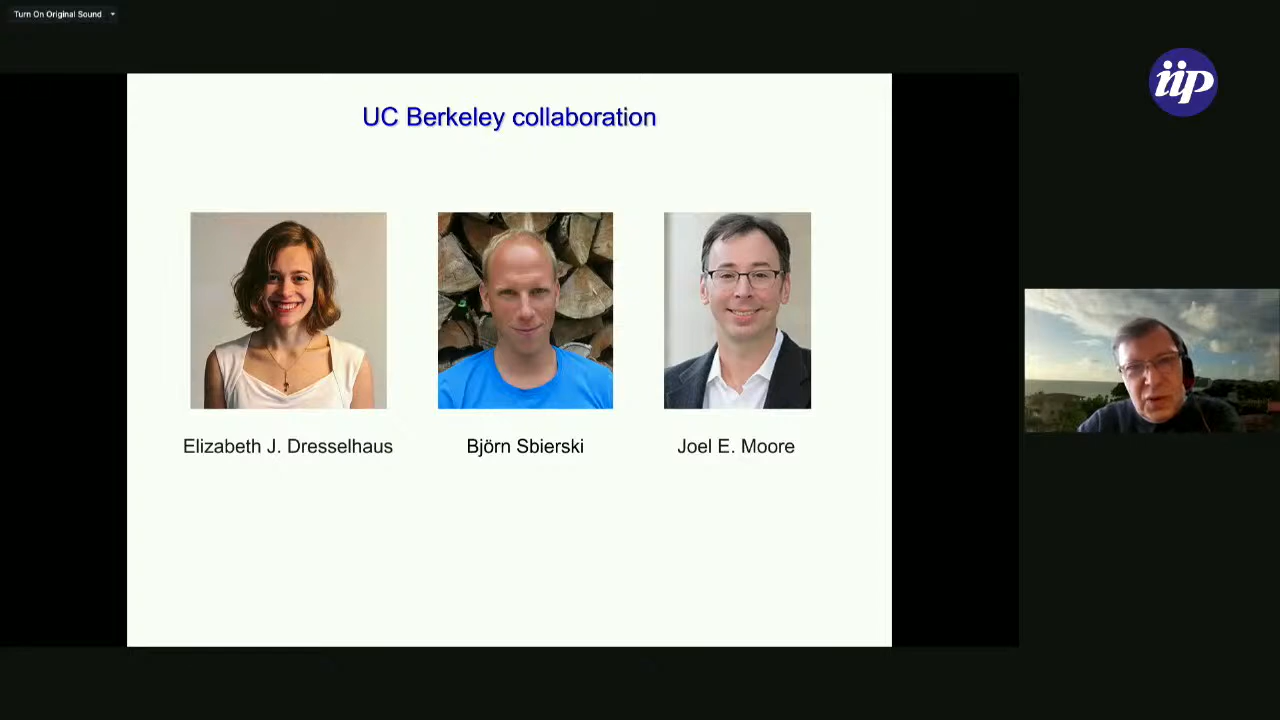 Turn On Original Sound
iip
UC Berkeley collaboration
Elizabeth J. Dresselhaus
Björn Sbierski
Joel E. Moore